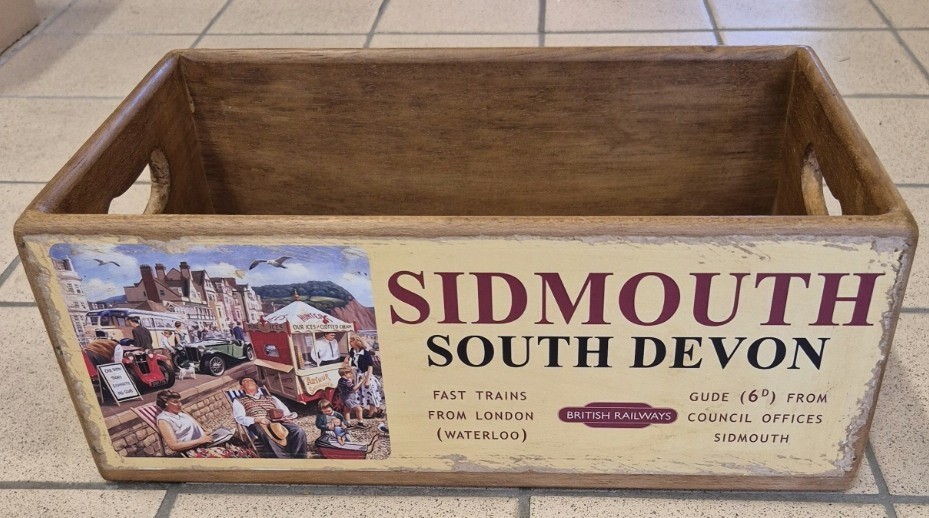 SIDMOUTH
SOUTH DEVON
FAST TRAINS
FROM LONDON
(WATERLOO)
BRITISH RAILWAYS
GUDE (6D) FROM
COUNCIL OFFICES
SIDMOUTH
OUR ICES